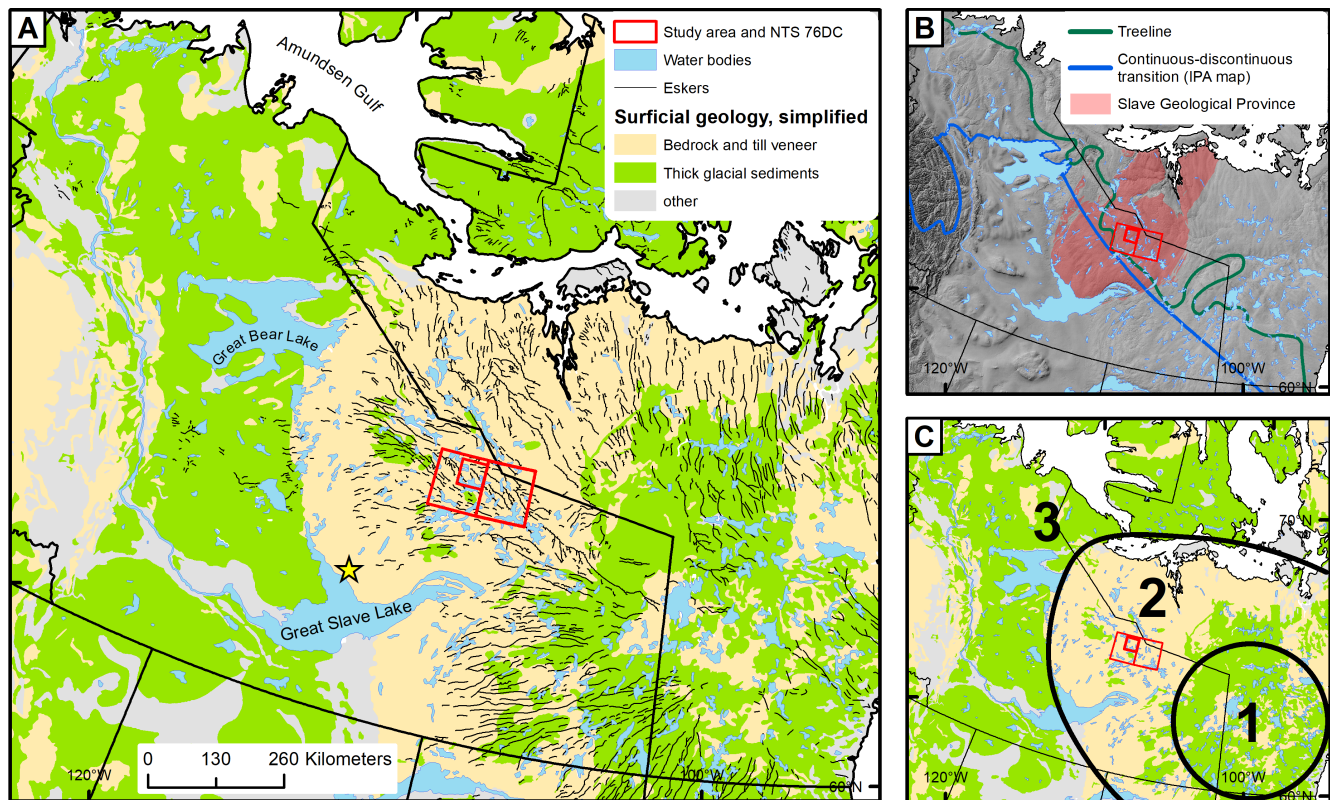 A
Amundsen Gulf
Study area and NTS 76DC
Water bodies
Eskers
Surficial geology, simplified
Bedrock and till veneer
Thick glacial sediments
other
Great Bear Lake
Great Slave Lake
0 130 260 Kilometers
120°W
100°W
60°N
B
Treeline
Continuous-discontinuous
transition (IPA map)
Slave Geological Province
120°W
100°W
60°N
C
3
70°N
2
1
120°W
100°W
60°N